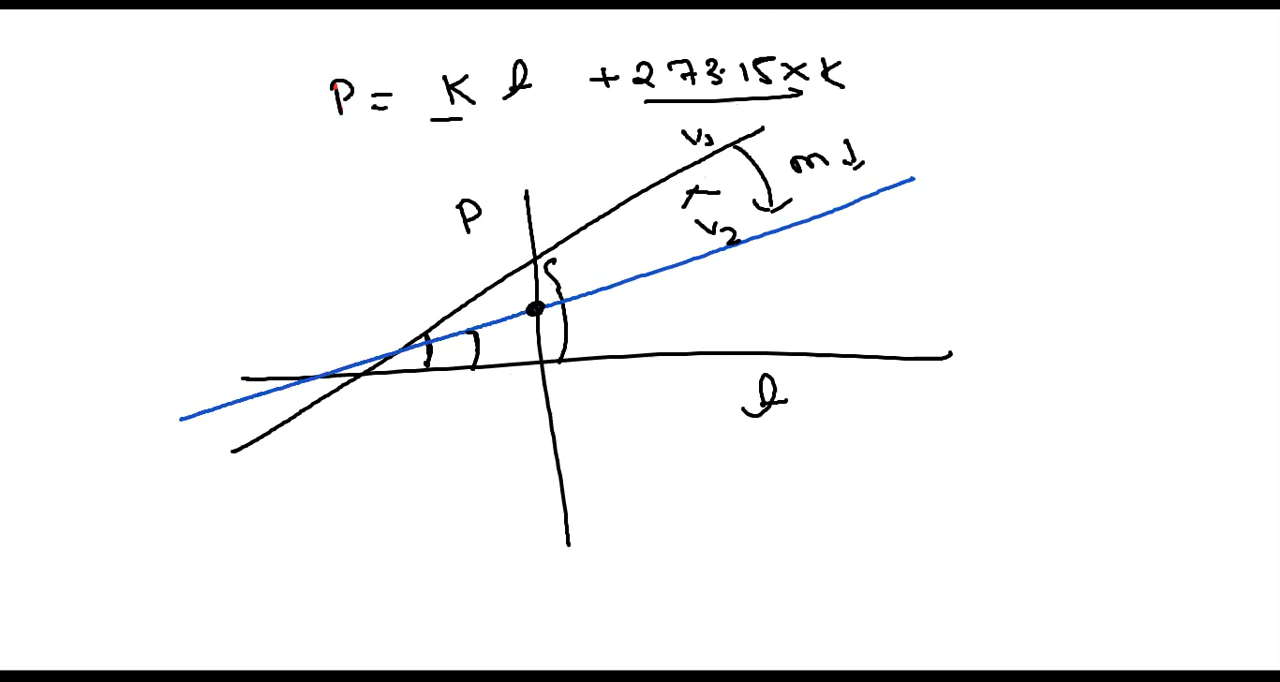 P = K l + 273.15 × K
V₁
m ↓
P
V₂
l